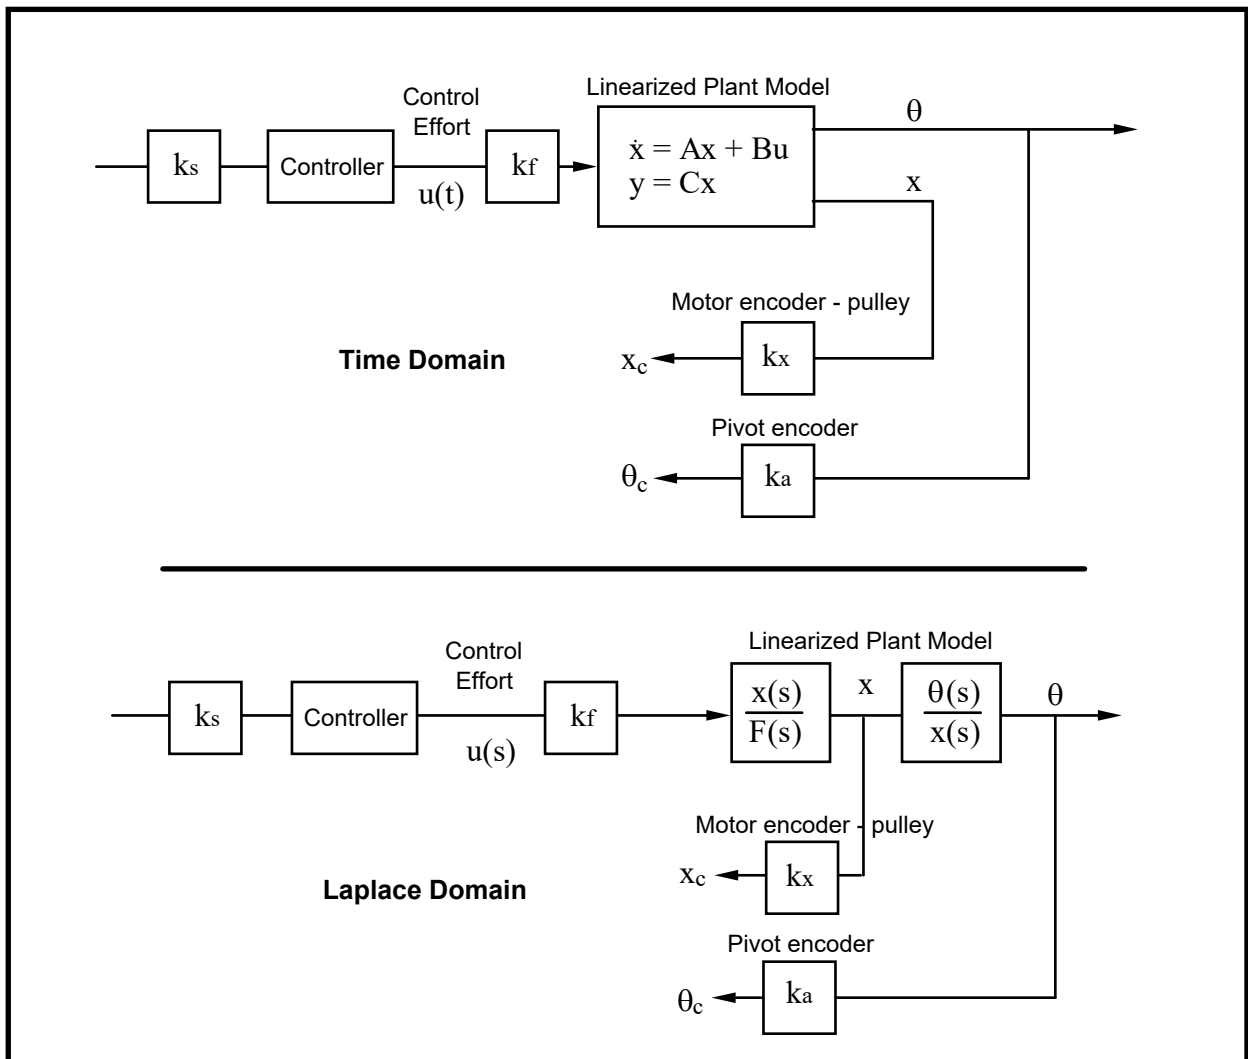 Linearized Plant Model
Control
Effort
θ
ks
Controller
kf
ẋ = Ax + Bu
y = Cx
u(t)
x
Motor encoder - pulley
Time Domain
xc
kx
Pivot encoder
θc
ka
Linearized Plant Model
Control
Effort
ks
Controller
kf
x(s)
F(s)
x
θ(s)
x(s)
θ
u(s)
Motor encoder - pulley
xc
kx
Laplace Domain
Pivot encoder
θc
ka